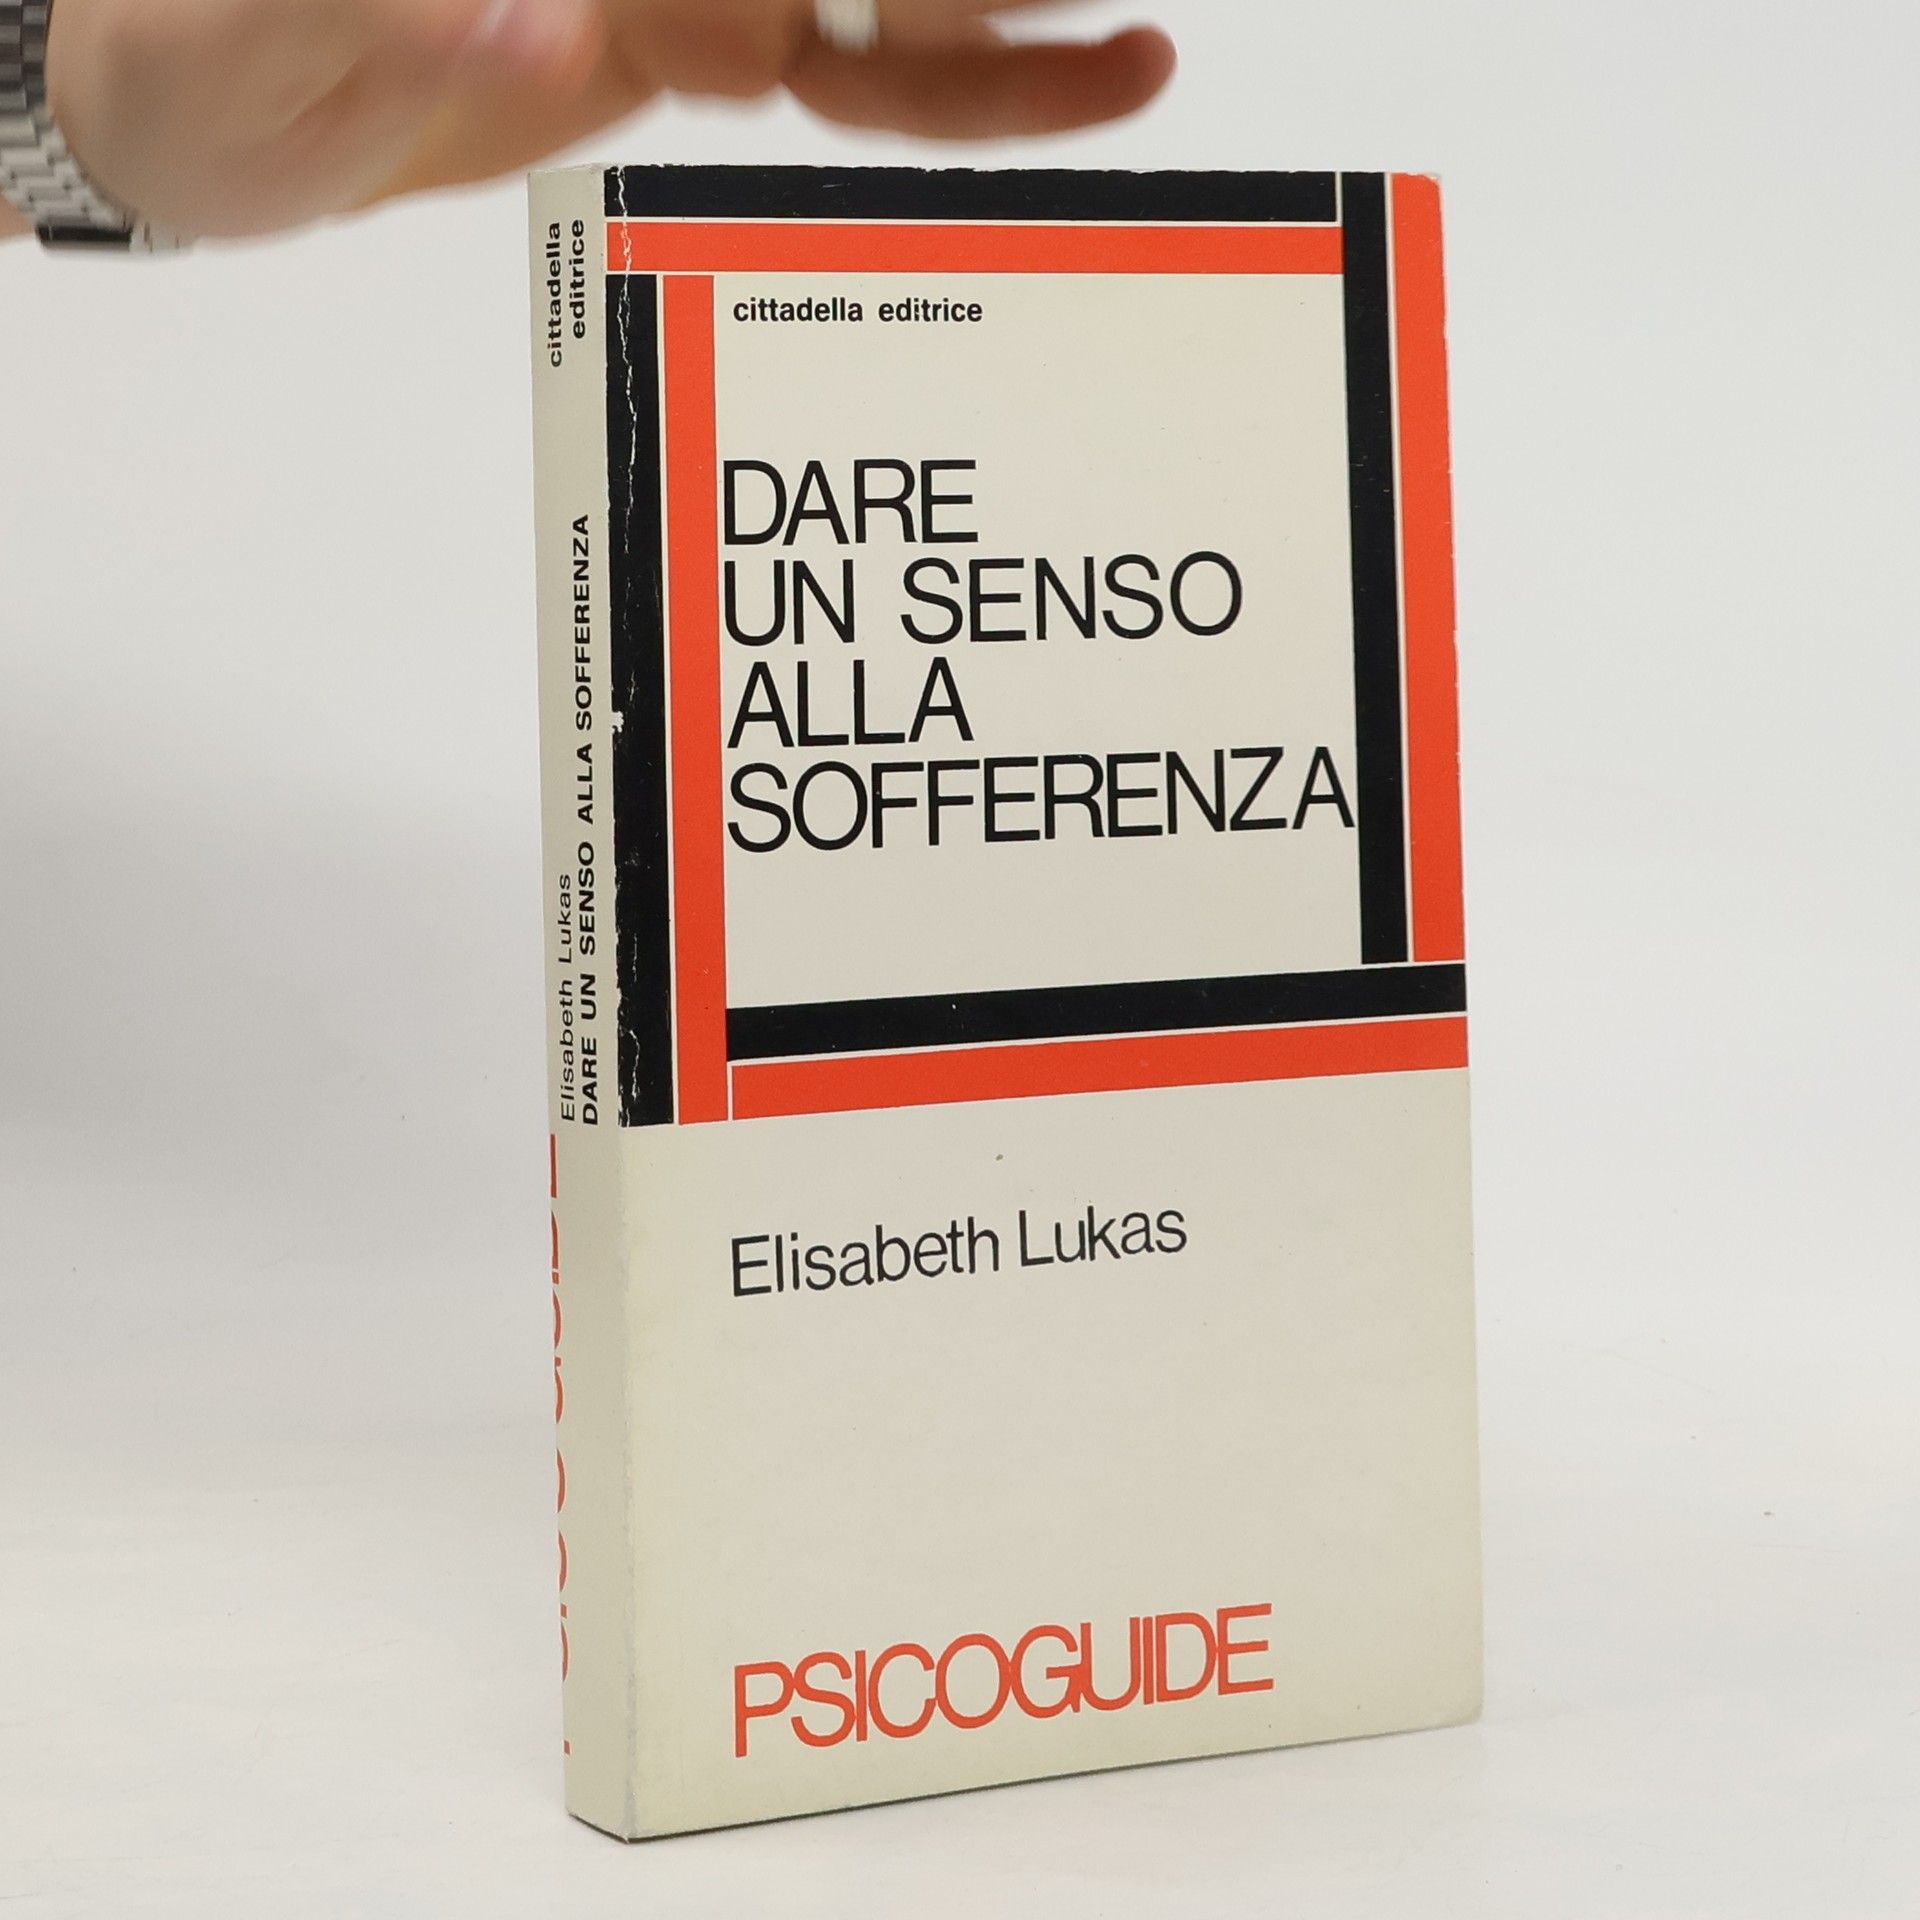 cittadella editrice
DARE
UN SENSO
ALLA
SOFFERENZA
Elisabeth Lukas
PSICOGUIDE
cittadella
editrice
Elisabeth Lukas
DARE UN SENSO ALLA SOFFERENZA